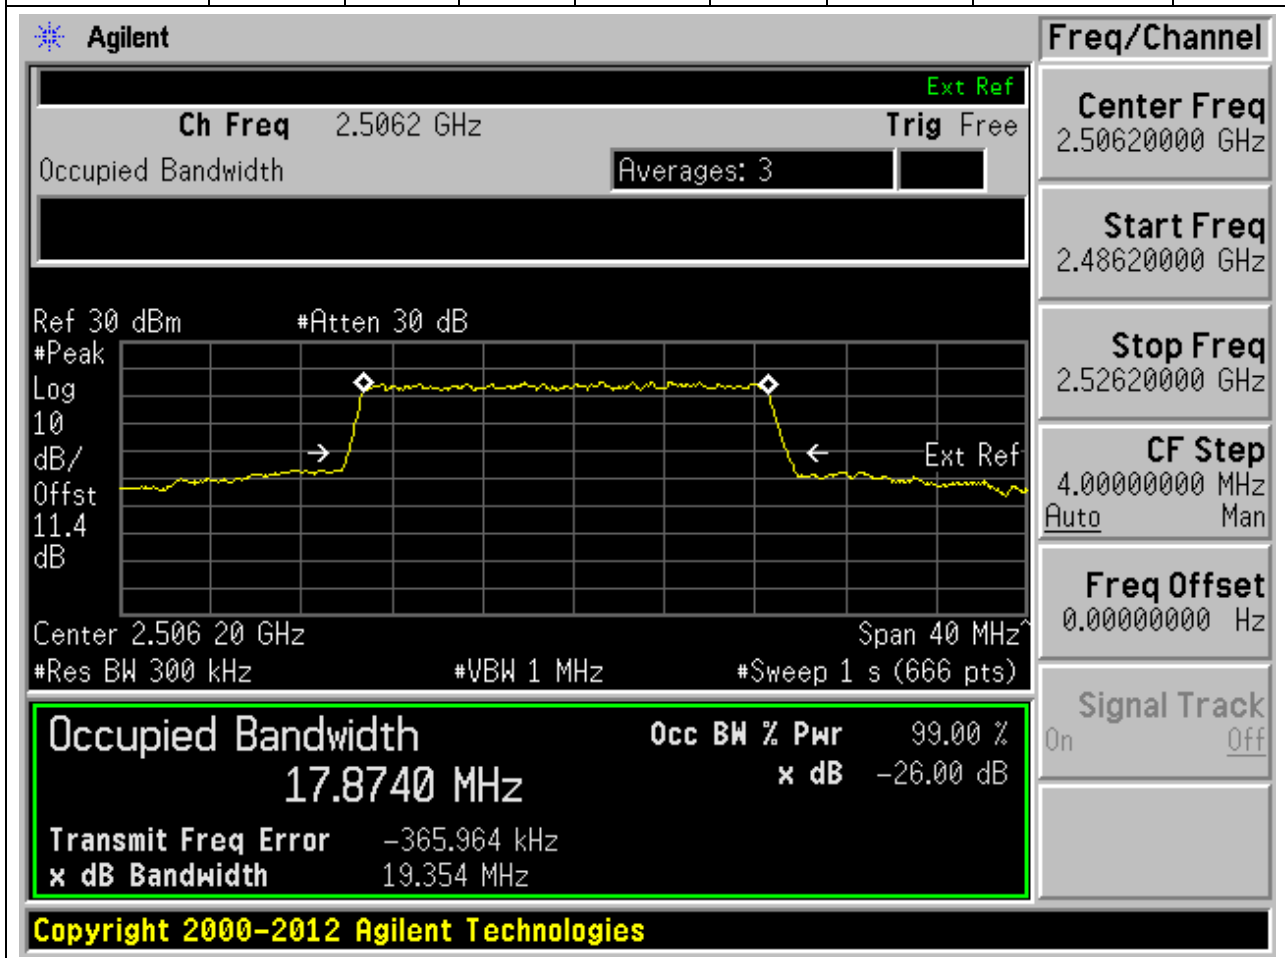 Agilent
Freq/Channel
Ext Ref
Ch Freq 2.5062 GHz Trig Free
Occupied Bandwidth Averages: 3
Center Freq
2.50620000 GHz
Start Freq
2.48620000 GHz
Stop Freq
2.52620000 GHz
CF Step
4.00000000 MHz
Auto Man
Freq Offset
0.00000000 Hz
Signal Track
On Off
Ref 30 dBm #Atten 30 dB
#Peak
Log
10
dB/
Offst
11.4
dB
Ext Ref
Center 2.506 20 GHz Span 40 MHz^
#Res BW 300 kHz #VBW 1 MHz #Sweep 1 s (666 pts)
Occupied Bandwidth Occ BW % Pwr 99.00 %
17.8740 MHz x dB -26.00 dB
Transmit Freq Error -365.964 kHz
x dB Bandwidth 19.354 MHz
Copyright 2000-2012 Agilent Technologies